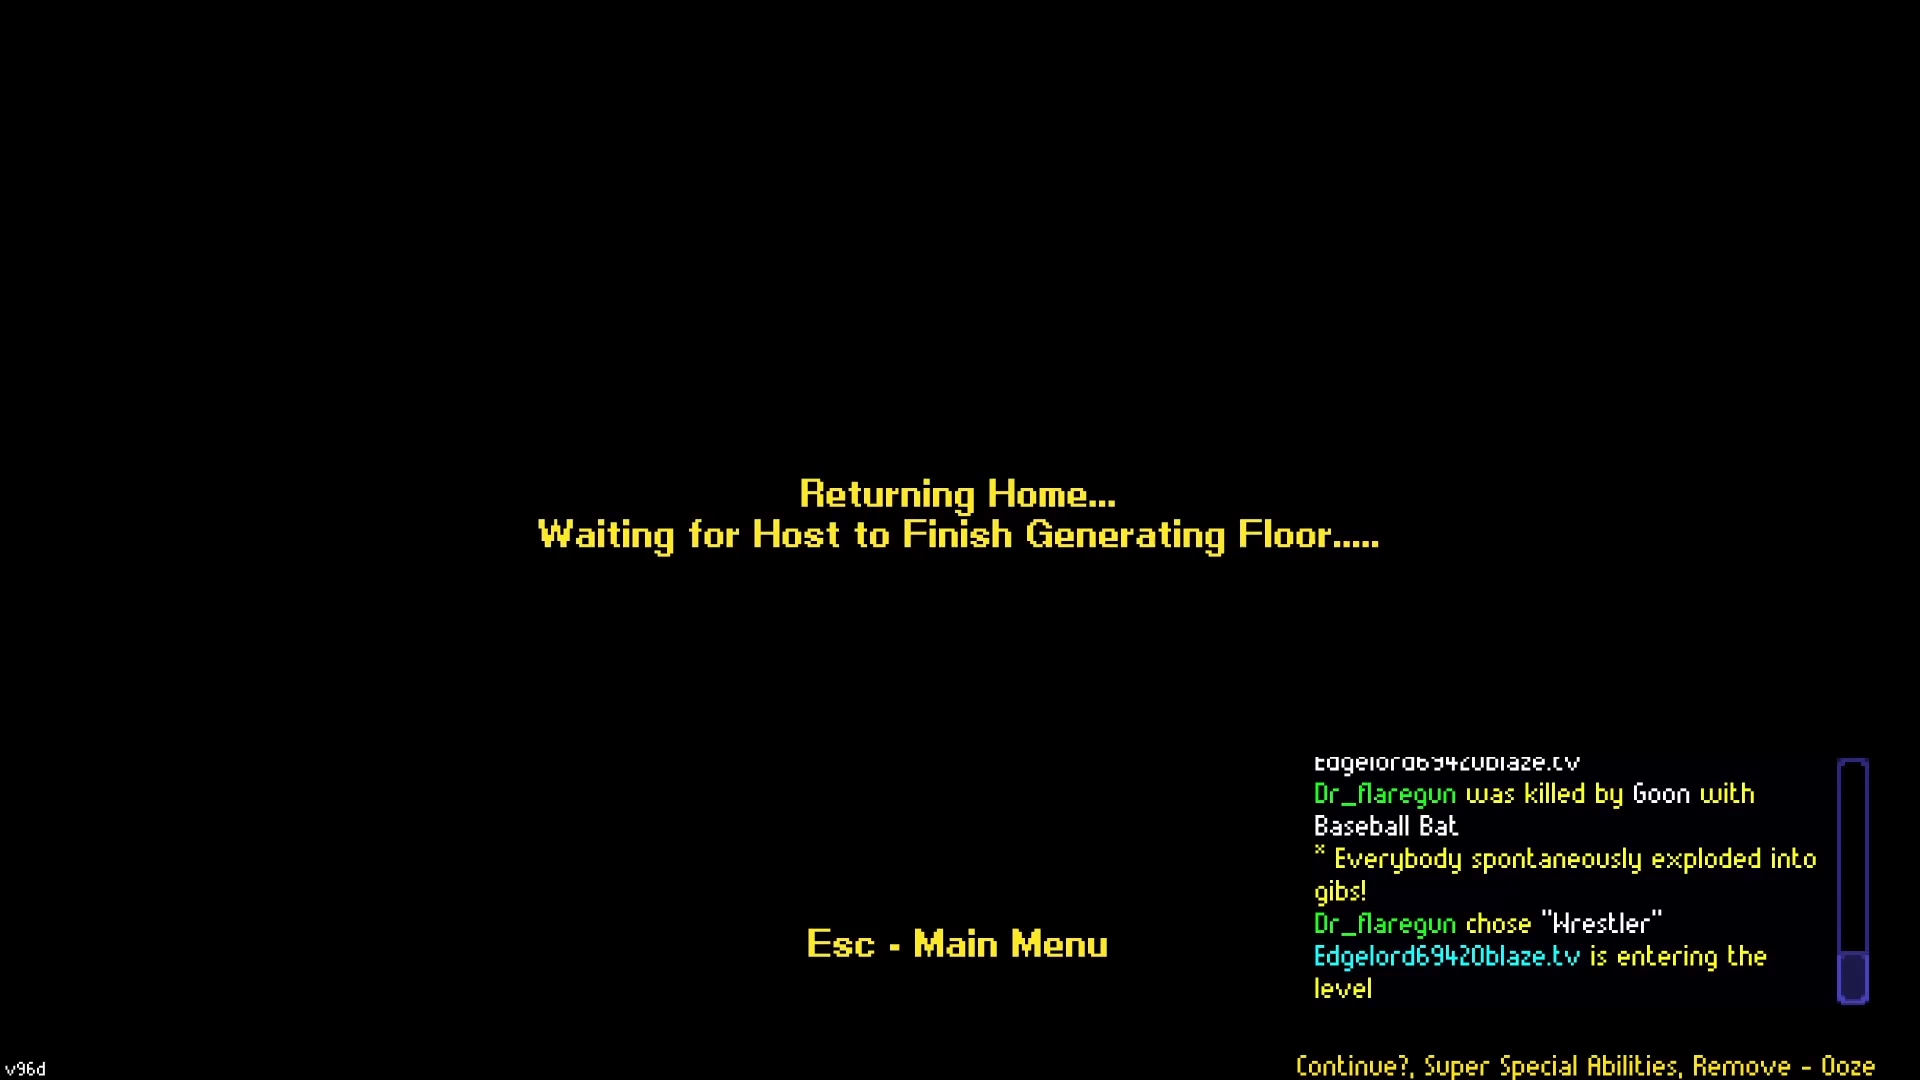 Returning Home...
Waiting for Host to Finish Generating Floor.....
Edgelord69420blaze.tv
Dr_flaregun was killed by Goon with
Baseball Bat
* Everybody spontaneously exploded into
gibs!
Dr_flaregun chose "Wrestler"
Edgelord69420blaze.tv is entering the
level
Esc - Main Menu
v96d
Continue?, Super Special Abilities, Remove - Ooze